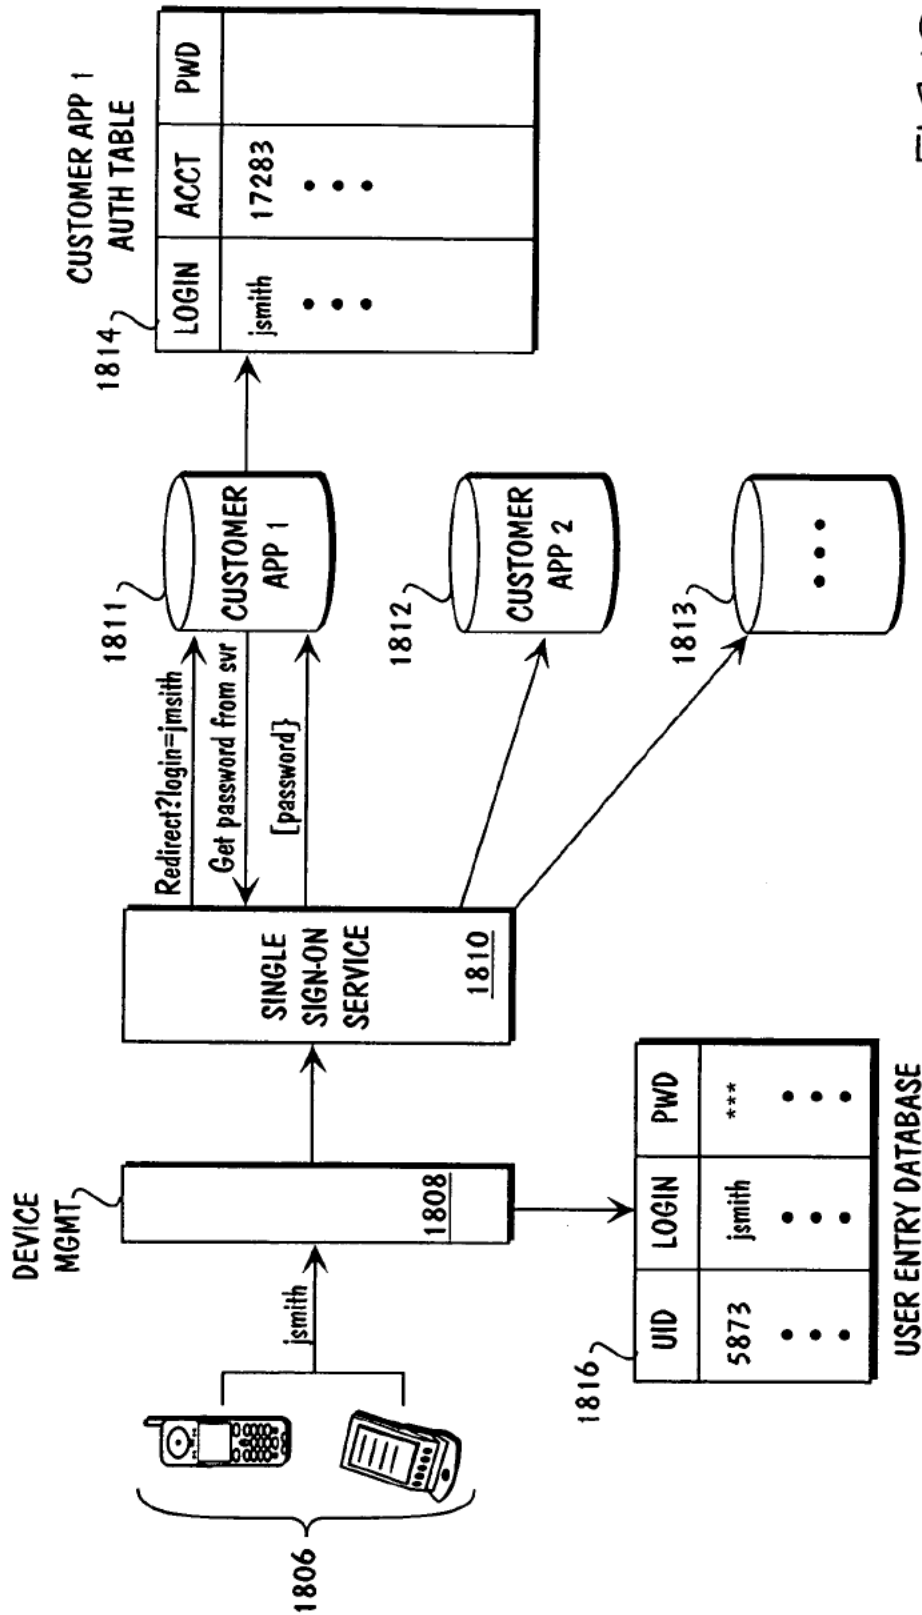 CUSTOMER APP 1
AUTH TABLE
1814
LOGIN ACCT PWD
jsmith 17283
1811
CUSTOMER
APP 1
Redirect?login=jmsith
Get password from svr
[password}
1812
CUSTOMER
APP 2
1813
SINGLE
SIGN-ON
SERVICE
1810
DEVICE
MGMT
1808
jsmith
1806
1816
UID LOGIN PWD
5873 jsmith ***
USER ENTRY DATABASE